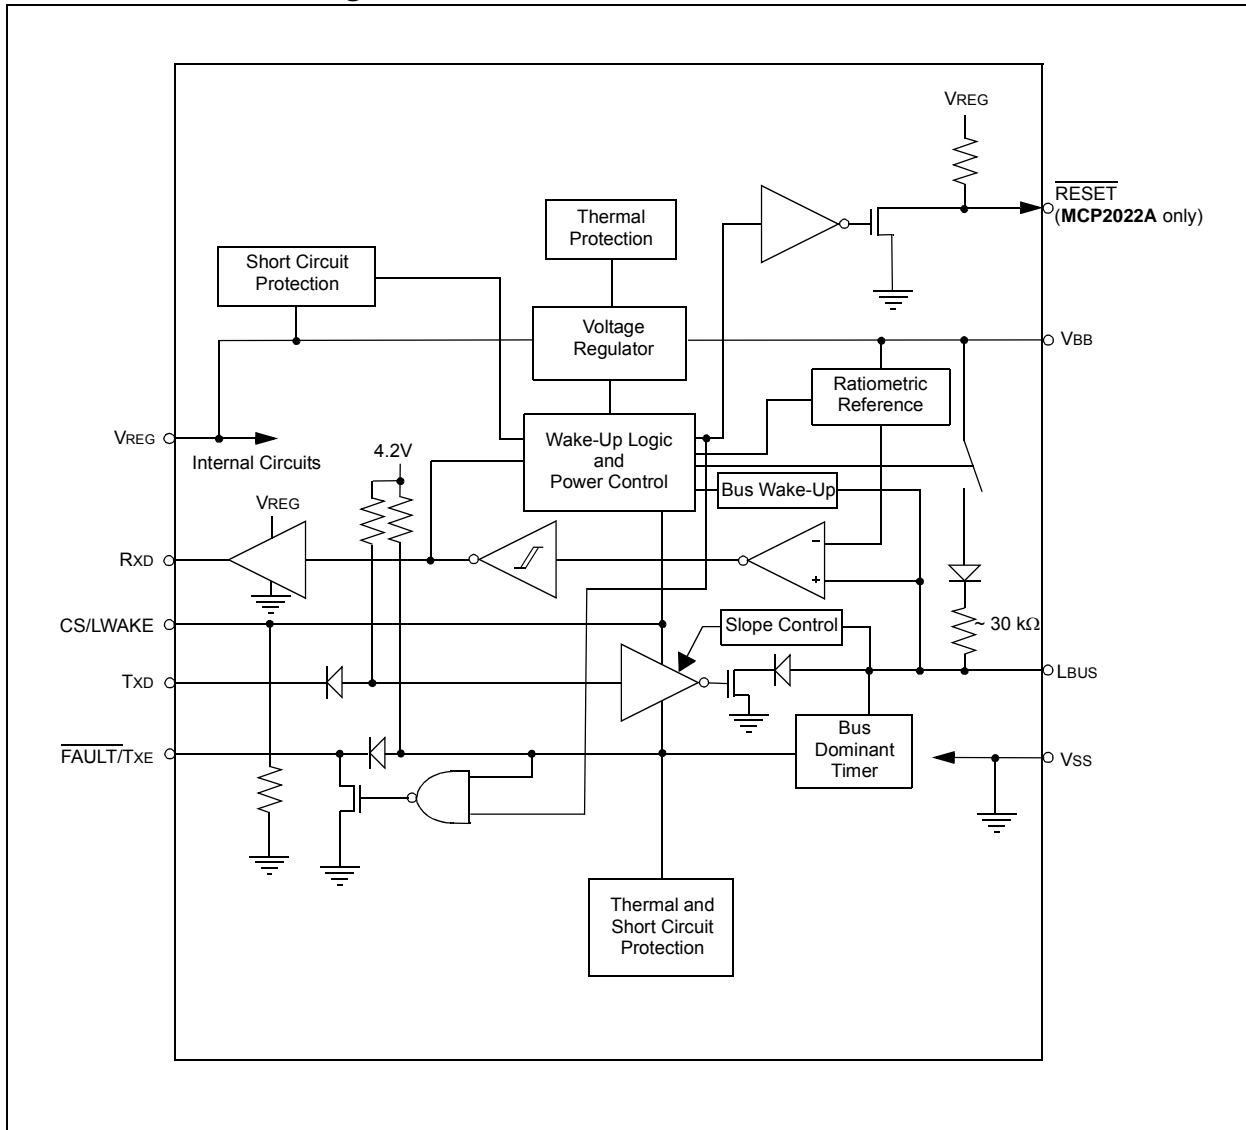 VREG
RESET
(MCP2022A only)
Thermal
Protection
Short Circuit
Protection
Voltage
Regulator
VBB
Ratiometric
Reference
VREG
Internal Circuits
4.2V
Wake-Up Logic
and
Power Control
Bus Wake-Up
VREG
RXD
−
+
CS/LWAKE
Slope Control
~ 30 kΩ
TXD
LBUS
FAULT/TXE
Bus
Dominant
Timer
VSS
Thermal and
Short Circuit
Protection